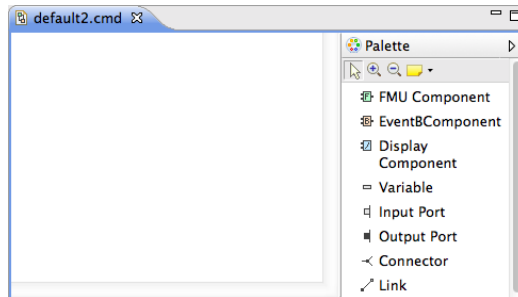 default2.cmd
Palette
FMU Component
EventBComponent
Display
Component
Variable
Input Port
Output Port
Connector
Link